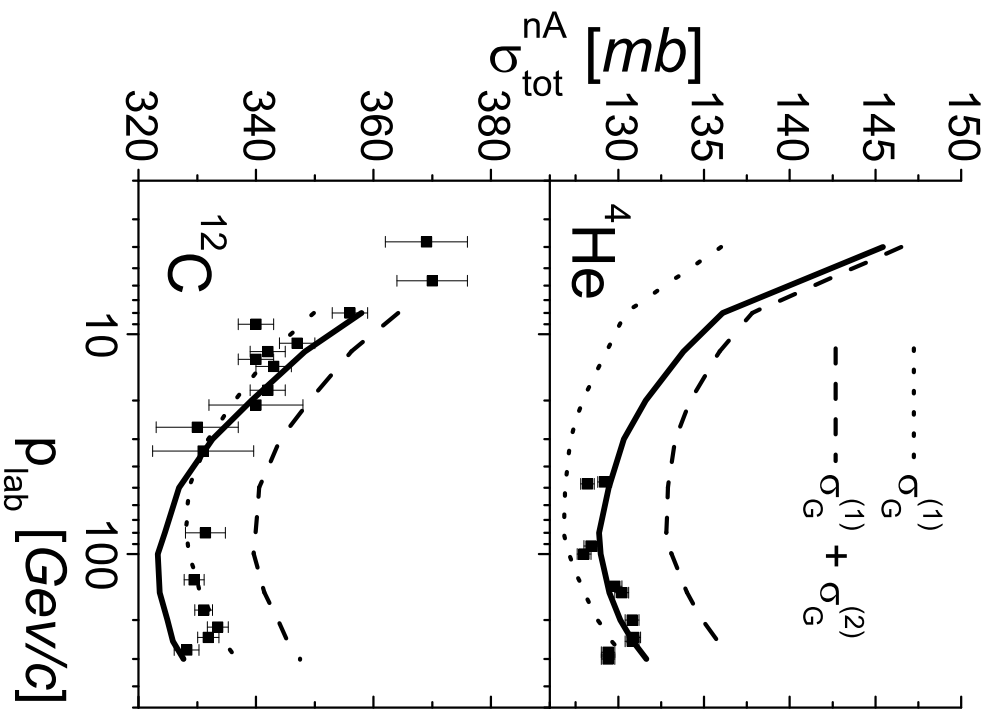 150
σ_G^(1)
145
σ_G^(1) + σ_G^(2)
140
135
130
⁴He
σ_tot^nA [mb]
380
360
340
¹²C
320
10 100
p_lab [Gev/c]